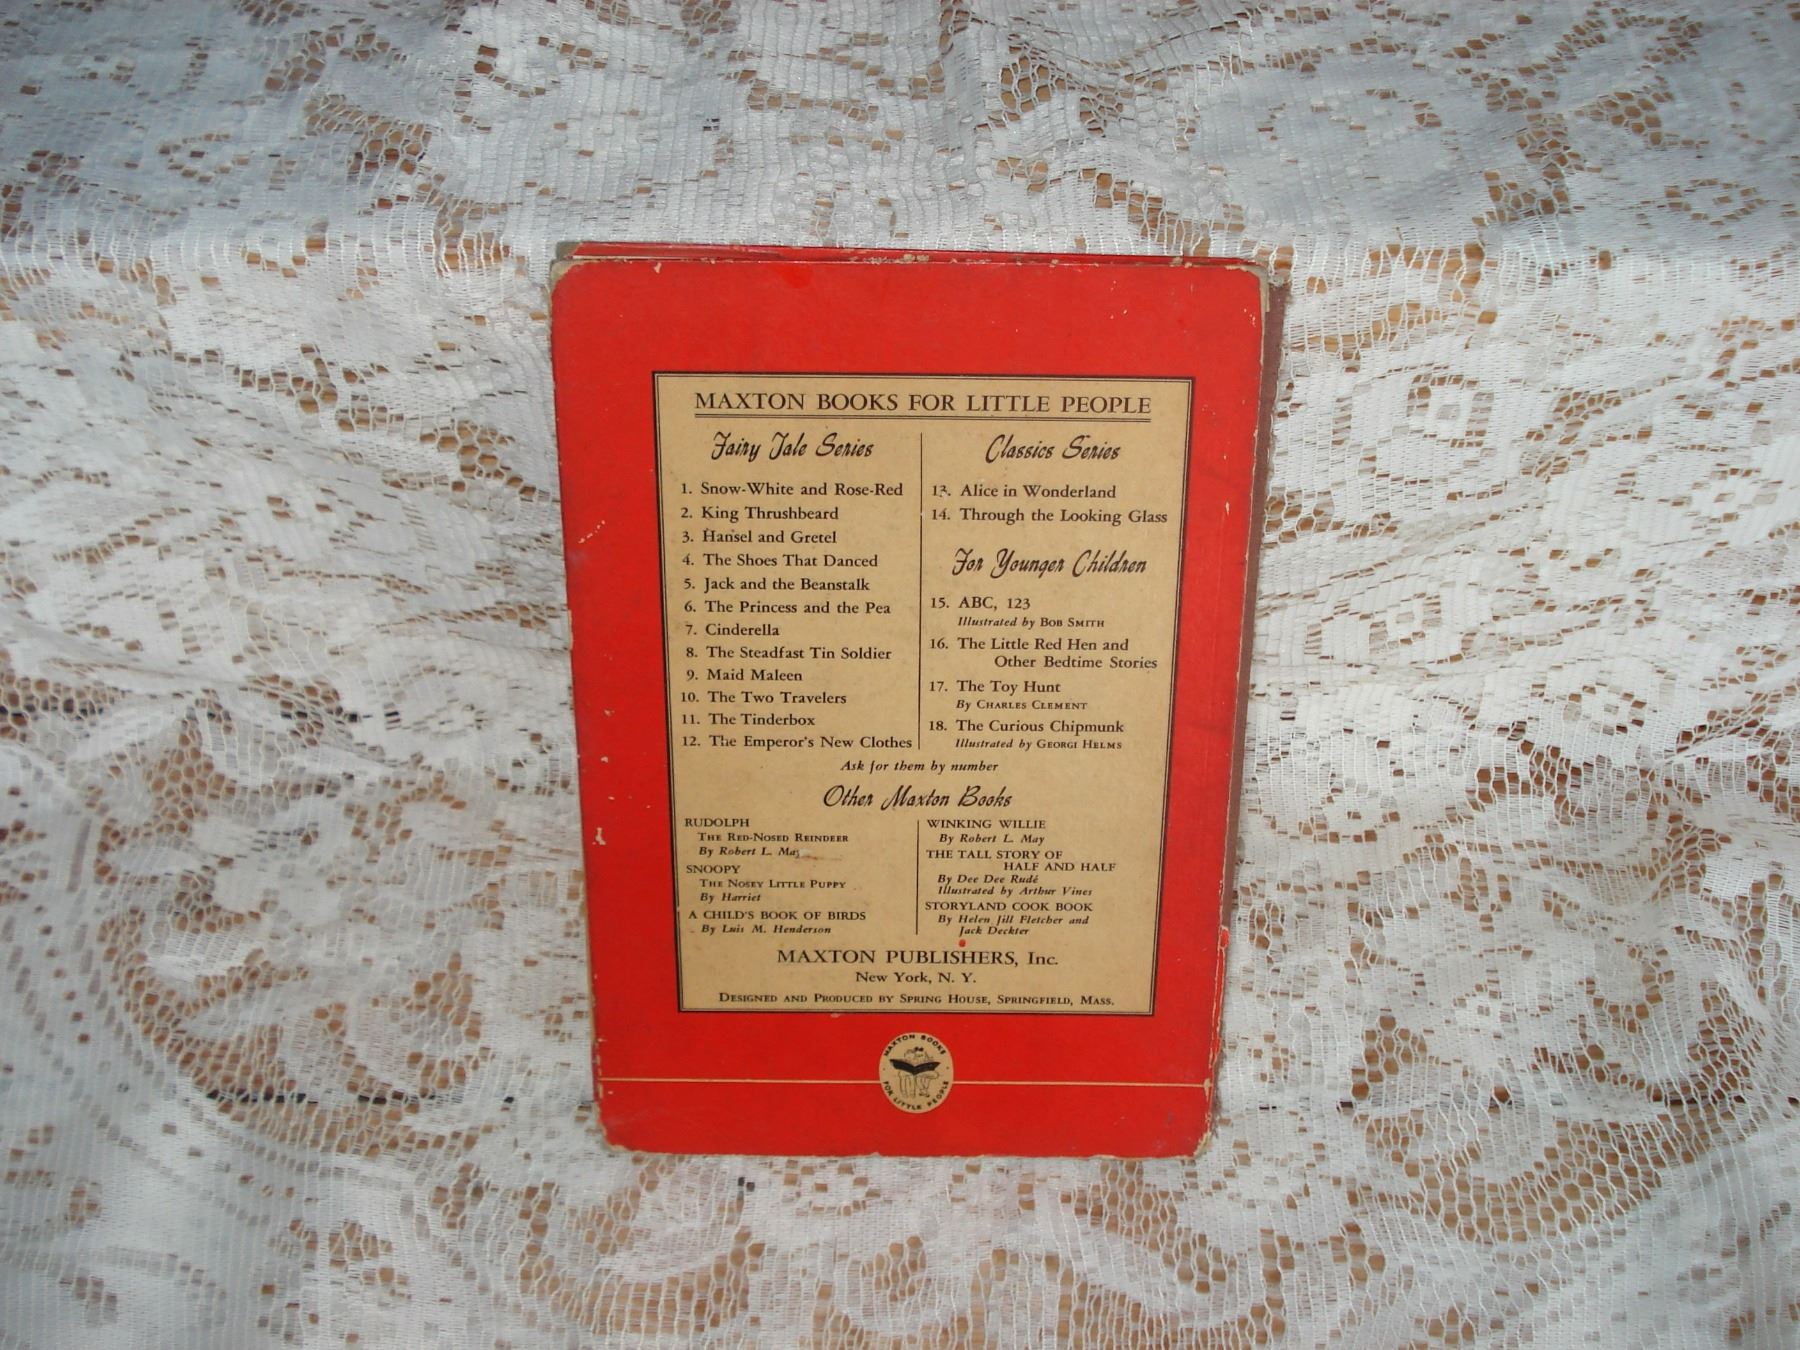 MAXTON BOOKS FOR LITTLE PEOPLE
Fairy Tale Series
1. Snow-White and Rose-Red
2. King Thrushbeard
3. Hansel and Gretel
4. The Shoes That Danced
5. Jack and the Beanstalk
6. The Princess and the Pea
7. Cinderella
8. The Steadfast Tin Soldier
9. Maid Maleen
10. The Two Travelers
11. The Tinderbox
12. The Emperor's New Clothes
Classics Series
13. Alice in Wonderland
14. Through the Looking Glass
For Younger Children
15. ABC, 123
Illustrated by BOB SMITH
16. The Little Red Hen and
Other Bedtime Stories
17. The Toy Hunt
By CHARLES CLEMENT
18. The Curious Chipmunk
Illustrated by GEORGI HELMS
Ask for them by number
Other Maxton Books
RUDOLPH
THE RED-NOSED REINDEER
By Robert L. May
SNOOPY
THE NOSEY LITTLE PUPPY
By Harriet
A CHILD'S BOOK OF BIRDS
By Luis M. Henderson
WINKING WILLIE
By Robert L. May
THE TALL STORY OF
HALF AND HALF
By Dee Dee Rudé
Illustrated by Arthur Vines
STORYLAND COOK BOOK
By Helen Jill Fletcher and
Jack Deckter
MAXTON PUBLISHERS, Inc.
New York, N. Y.
DESIGNED AND PRODUCED BY SPRING HOUSE, SPRINGFIELD, MASS.
MAXTON BOOKS
FOR LITTLE PEOPLE